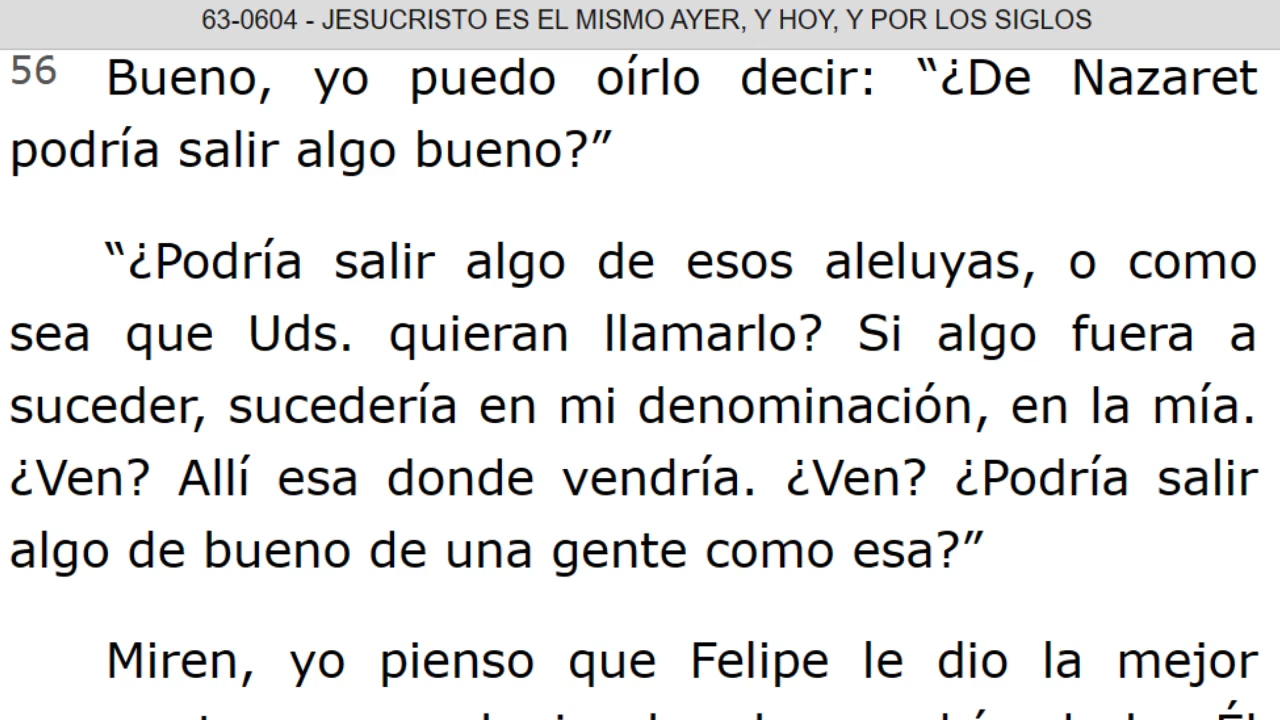 63-0604 - JESUCRISTO ES EL MISMO AYER, Y HOY, Y POR LOS SIGLOS
56 Bueno, yo puedo oírlo decir: “¿De Nazaret
podría salir algo bueno?”
“¿Podría salir algo de esos aleluyas, o como
sea que Uds. quieran llamarlo? Si algo fuera a
suceder, sucedería en mi denominación, en la mía.
¿Ven? Allí esa donde vendría. ¿Ven? ¿Podría salir
algo de bueno de una gente como esa?”
Miren, yo pienso que Felipe le dio la mejor